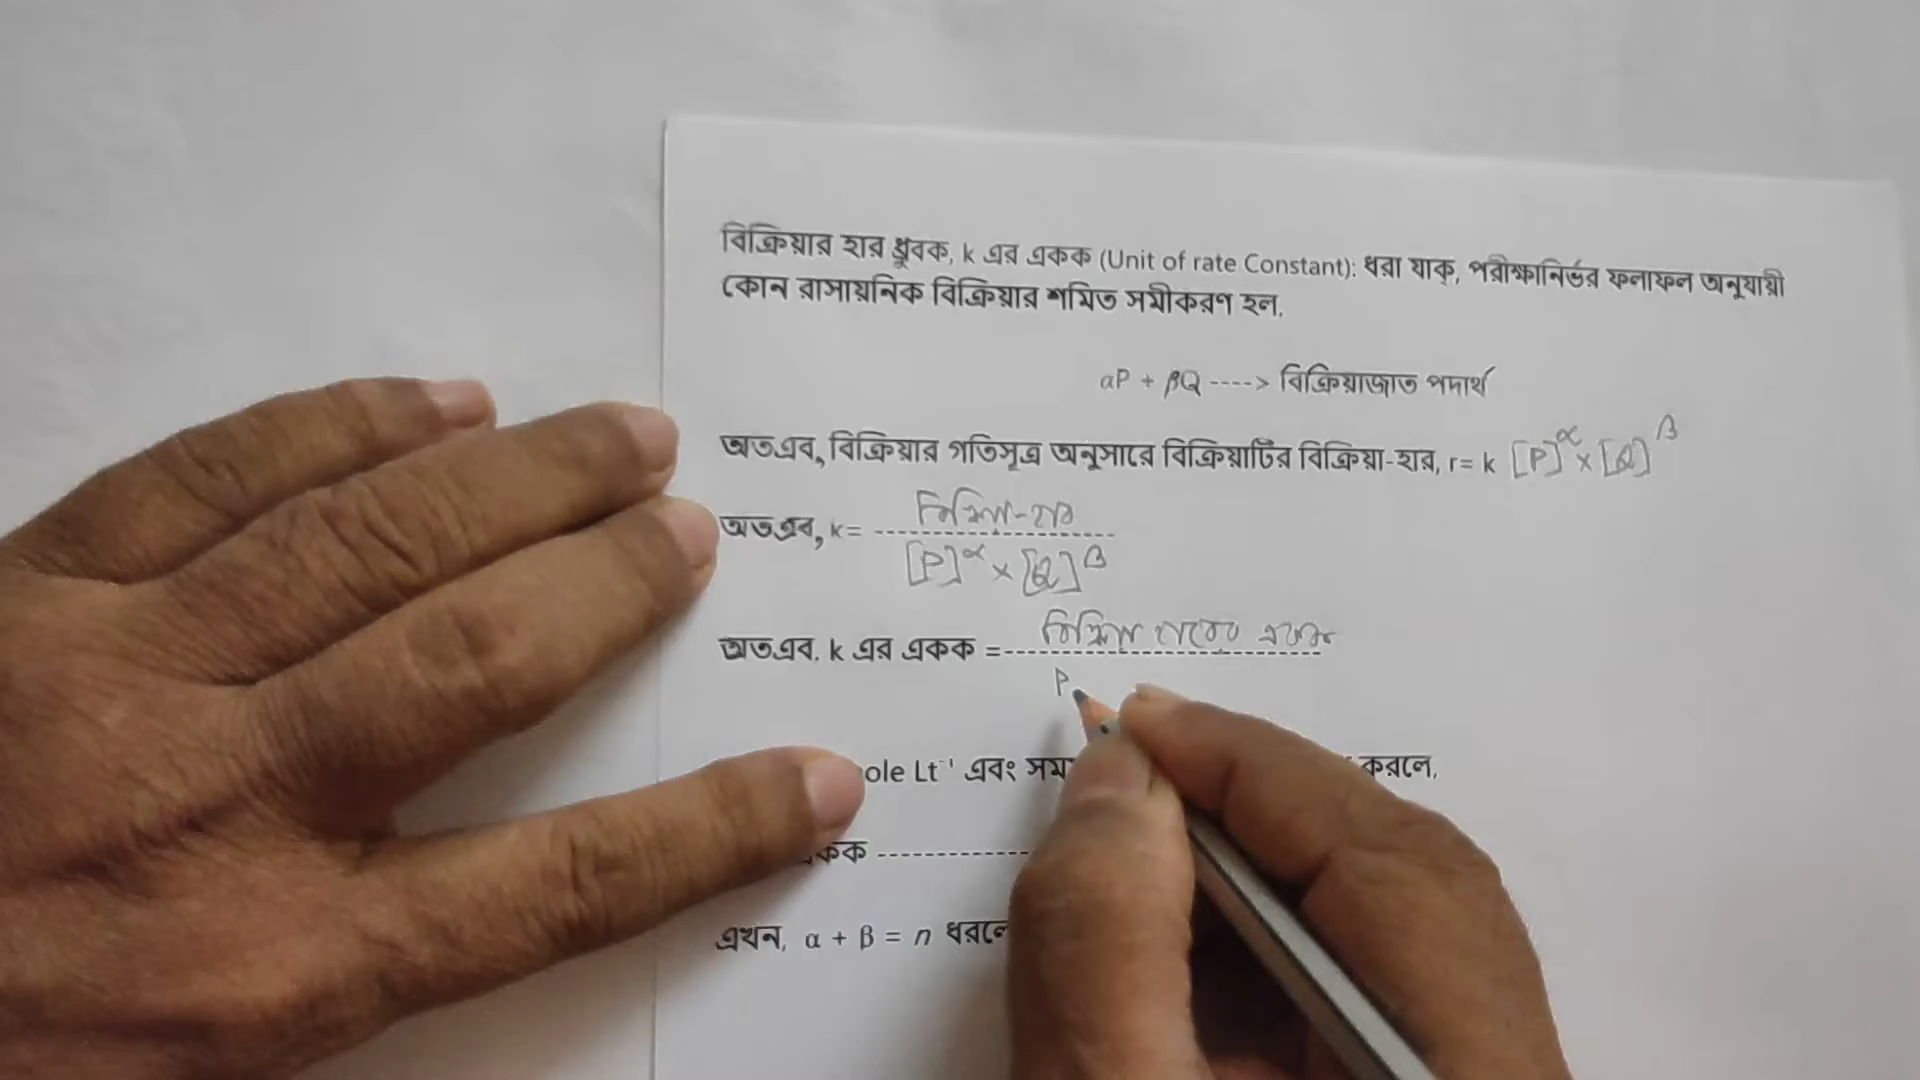 বিক্রিয়ার হার ধ্রুবক, k এর একক (Unit of rate Constant): ধরা যাক্, পরীক্ষানির্ভর ফলাফল অনুযায়ী
কোন রাসায়নিক বিক্রিয়ার শমিত সমীকরণ হল,
αP + βQ ----> বিক্রিয়াজাত পদার্থ
অতএব, বিক্রিয়ার গতিসূত্র অনুসারে বিক্রিয়াটির বিক্রিয়া-হার, r= k [P]^α × [Q]^β
বিক্রিয়া-হার
অতএব, k= --------------------------
[P]^α × [Q]^β
বিক্রিয়া হারের একক
অতএব. k এর একক =----------------------------------
P
ole Lt⁻¹ এবং সম করলে,
একক ----------------
এখন, α + β = n ধরলে